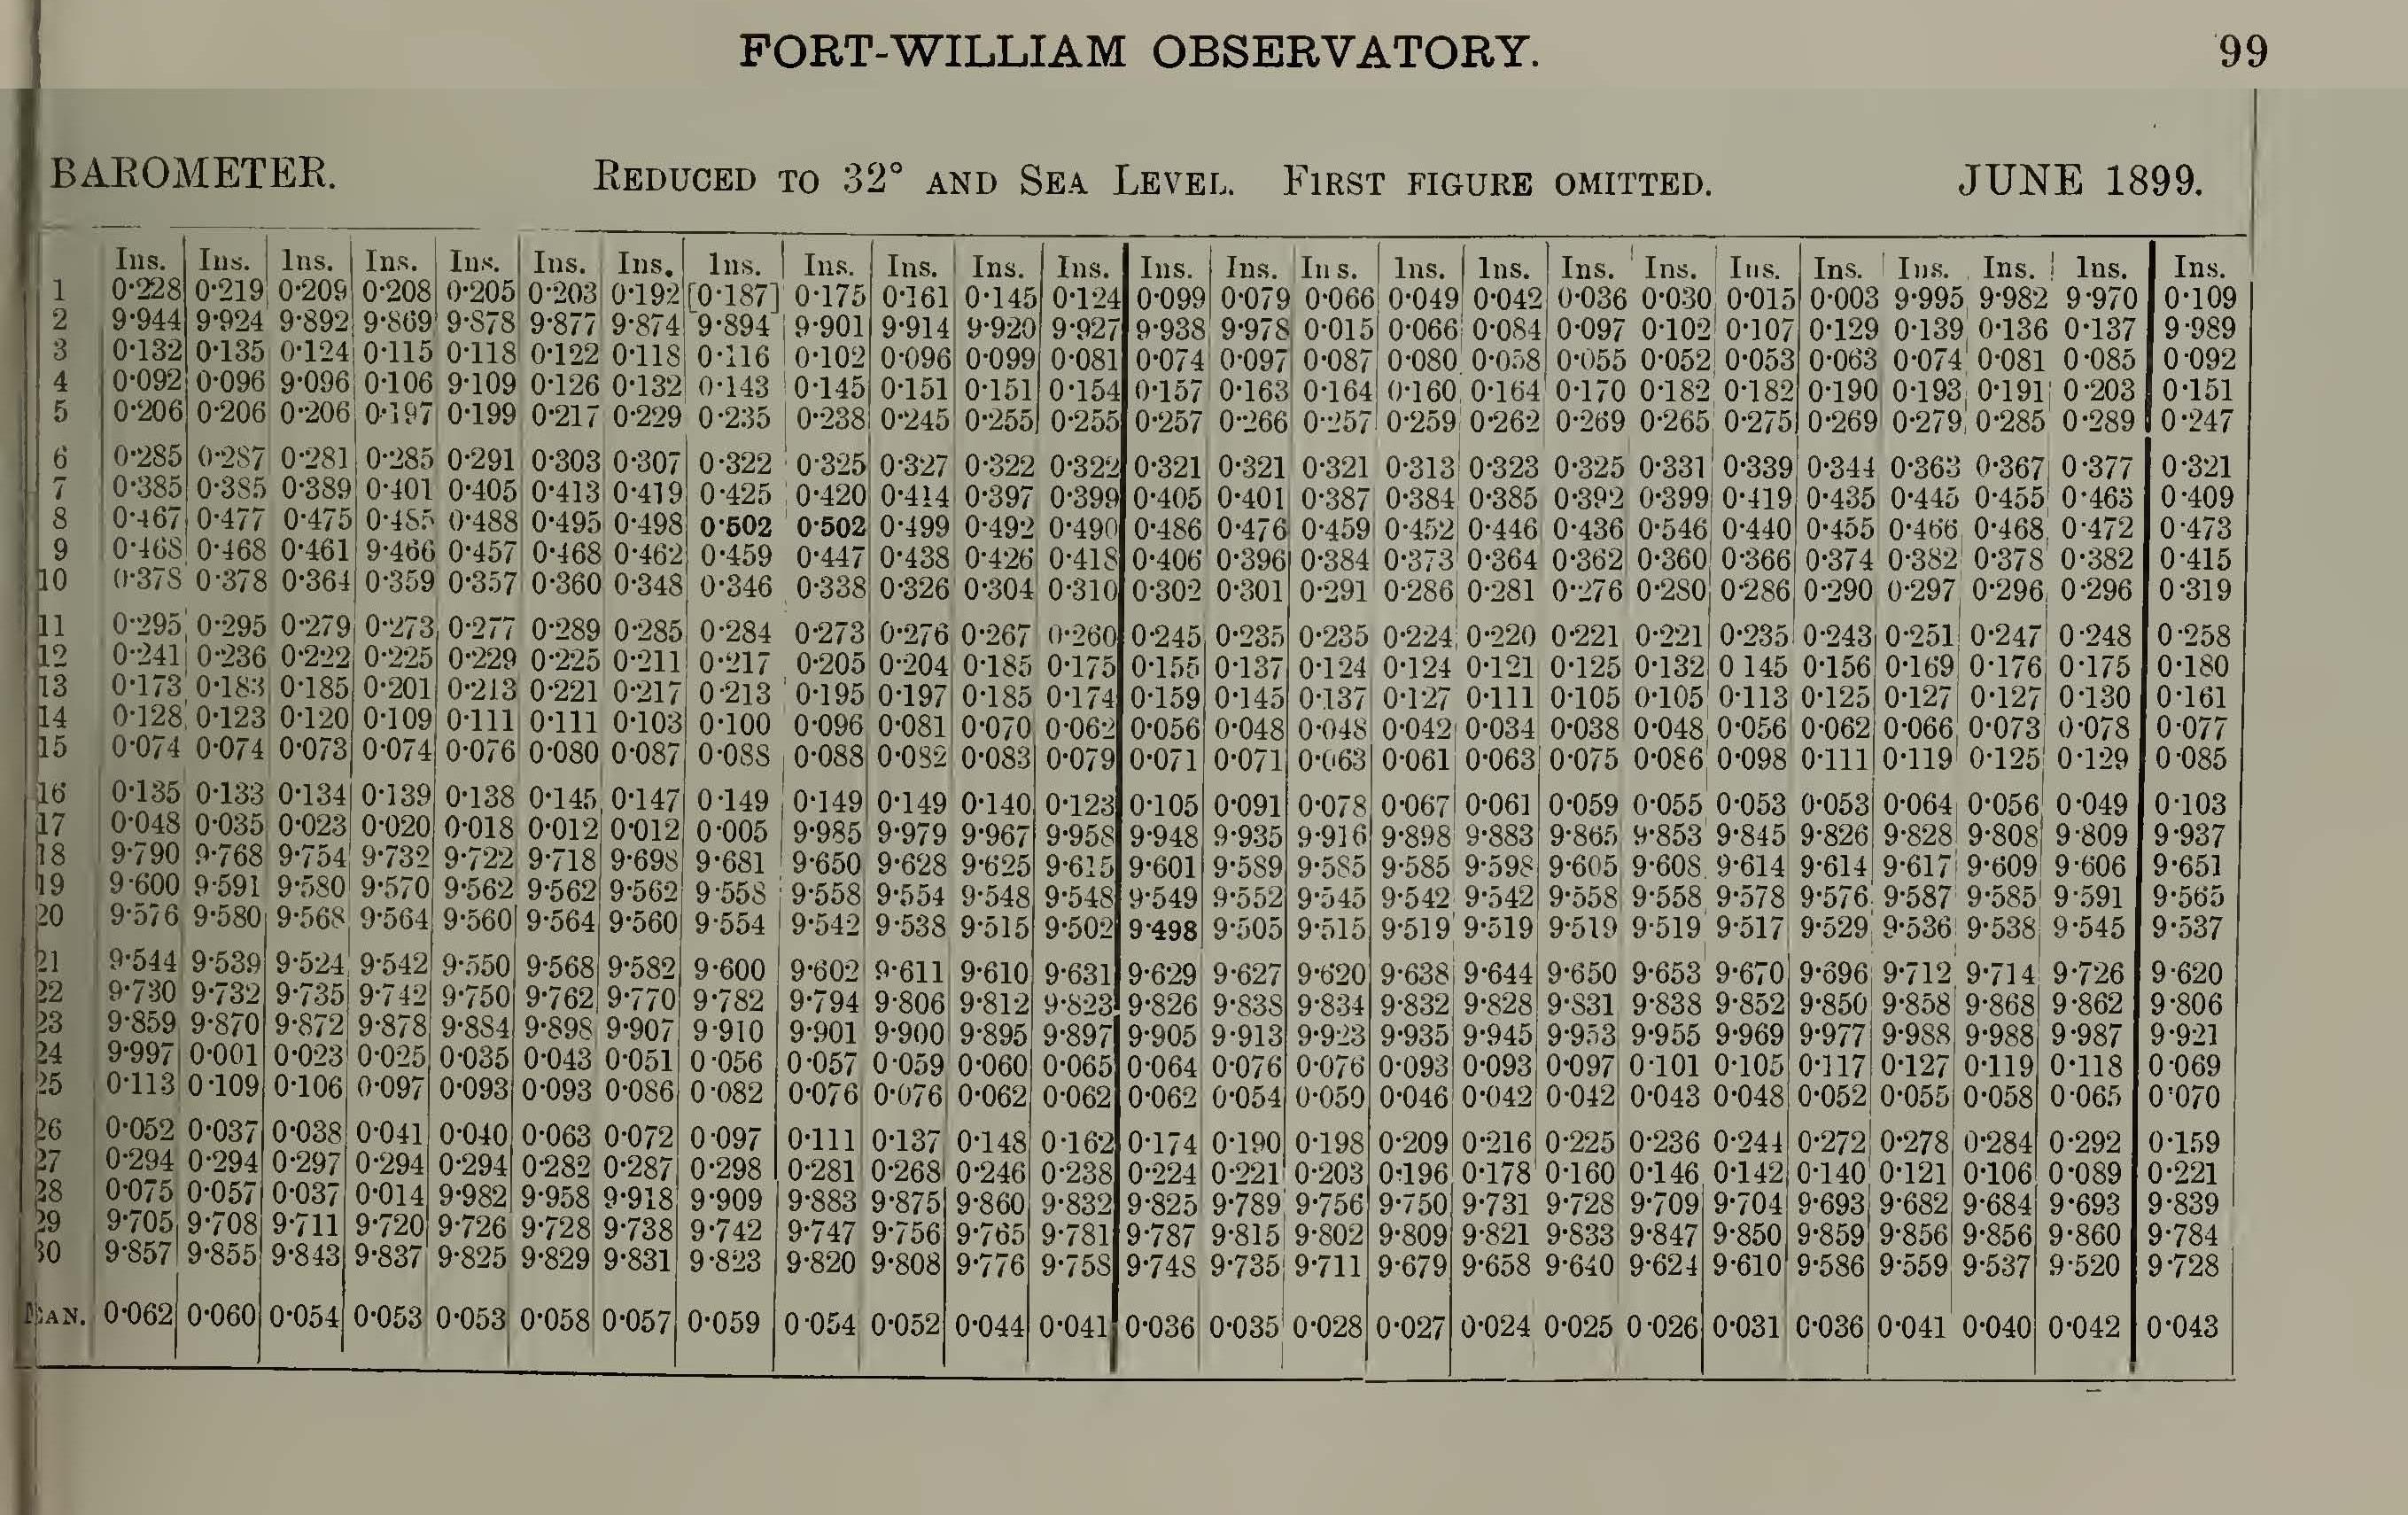 FORT-WILLIAM OBSERVATORY. 99
BAROMETER. REDUCED TO 32° AND SEA LEVEL. FIRST FIGURE OMITTED. JUNE 1899.
Ins. Ins. Ins. Ins. Ins. Ins. Ins. Ins. Ins. Ins. Ins. Ins. Ins. Ins. Ins. Ins. Ins. Ins. Ins. Ins. Ins. Ins. Ins. Ins. Ins.
1 0·228 0·219 0·209 0·208 0·205 0·203 0·192 [0·187] 0·175 0·161 0·145 0·124 0·099 0·079 0·066 0·049 0·042 0·036 0·030 0·015 0·003 9·995 9·982 9·970 0·109
2 9·944 9·924 9·892 9·869 9·878 9·877 9·874 9·894 9·901 9·914 9·920 9·927 9·938 9·978 0·015 0·066 0·084 0·097 0·102 0·107 0·129 0·139 0·136 0·137 9·989
3 0·132 0·135 0·124 0·115 0·118 0·122 0·118 0·116 0·102 0·096 0·099 0·081 0·074 0·097 0·087 0·080 0·058 0·055 0·052 0·053 0·063 0·074 0·081 0·085 0·092
4 0·092 0·096 9·096 0·106 9·109 0·126 0·132 0·143 0·145 0·151 0·151 0·154 0·157 0·163 0·164 0·160 0·164 0·170 0·182 0·182 0·190 0·193 0·191 0·203 0·151
5 0·206 0·206 0·206 0·197 0·199 0·217 0·229 0·235 0·238 0·245 0·255 0·255 0·257 0·266 0·257 0·259 0·262 0·269 0·265 0·275 0·269 0·279 0·285 0·289 0·247
6 0·285 0·287 0·281 0·285 0·291 0·303 0·307 0·322 0·325 0·327 0·322 0·322 0·321 0·321 0·321 0·313 0·323 0·325 0·331 0·339 0·344 0·363 0·367 0·377 0·321
7 0·385 0·385 0·389 0·401 0·405 0·413 0·419 0·425 0·420 0·414 0·397 0·399 0·405 0·401 0·387 0·384 0·385 0·392 0·399 0·419 0·435 0·445 0·455 0·463 0·409
8 0·467 0·477 0·475 0·485 0·488 0·495 0·498 0·502 0·502 0·499 0·492 0·490 0·486 0·476 0·459 0·452 0·446 0·436 0·546 0·440 0·455 0·466 0·468 0·472 0·473
9 0·468 0·468 0·461 9·466 0·457 0·468 0·462 0·459 0·447 0·438 0·426 0·418 0·406 0·396 0·384 0·373 0·364 0·362 0·360 0·366 0·374 0·382 0·378 0·382 0·415
10 0·378 0·378 0·364 0·359 0·357 0·360 0·348 0·346 0·338 0·326 0·304 0·310 0·302 0·301 0·291 0·286 0·281 0·276 0·280 0·286 0·290 0·297 0·296 0·296 0·319
11 0·295 0·295 0·279 0·273 0·277 0·289 0·285 0·284 0·273 0·276 0·267 0·260 0·245 0·235 0·235 0·224 0·220 0·221 0·221 0·235 0·243 0·251 0·247 0·248 0·258
12 0·241 0·236 0·222 0·225 0·229 0·225 0·211 0·217 0·205 0·204 0·185 0·175 0·155 0·137 0·124 0·124 0·121 0·125 0·132 0 145 0·156 0·169 0·176 0·175 0·180
13 0·173 0·183 0·185 0·201 0·213 0·221 0·217 0·213 0·195 0·197 0·185 0·174 0·159 0·145 0·137 0·127 0·111 0·105 0·105 0·113 0·125 0·127 0·127 0·130 0·161
14 0·128 0·123 0·120 0·109 0·111 0·111 0·103 0·100 0·096 0·081 0·070 0·062 0·056 0·048 0·048 0·042 0·034 0·038 0·048 0·056 0·062 0·066 0·073 0·078 0·077
15 0·074 0·074 0·073 0·074 0·076 0·080 0·087 0·088 0·088 0·082 0·083 0·079 0·071 0·071 0·063 0·061 0·063 0·075 0·086 0·098 0·111 0·119 0·125 0·129 0·085
16 0·135 0·133 0·134 0·139 0·138 0·145 0·147 0·149 0·149 0·149 0·140 0·123 0·105 0·091 0·078 0·067 0·061 0·059 0·055 0·053 0·053 0·064 0·056 0·049 0·103
17 0·048 0·035 0·023 0·020 0·018 0·012 0·012 0·005 9·985 9·979 9·967 9·958 9·948 9·935 9·916 9·898 9·883 9·865 9·853 9·845 9·826 9·828 9·808 9·809 9·937
18 9·790 9·768 9·754 9·732 9·722 9·718 9·698 9·681 9·650 9·628 9·625 9·615 9·601 9·589 9·585 9·585 9·598 9·605 9·608 9·614 9·614 9·617 9·609 9·606 9·651
19 9·600 9·591 9·580 9·570 9·562 9·562 9·562 9·558 9·558 9·554 9·548 9·548 9·549 9·552 9·545 9·542 9·542 9·558 9·558 9·578 9·576 9·587 9·585 9·591 9·565
20 9·576 9·580 9·568 9·564 9·560 9·564 9·560 9·554 9·542 9·538 9·515 9·502 9·498 9·505 9·515 9·519 9·519 9·519 9·519 9·517 9·529 9·536 9·538 9·545 9·537
21 9·544 9·539 9·524 9·542 9·550 9·568 9·582 9·600 9·602 9·611 9·610 9·631 9·629 9·627 9·620 9·638 9·644 9·650 9·653 9·670 9·696 9·712 9·714 9·726 9·620
22 9·730 9·732 9·735 9·742 9·750 9·762 9·770 9·782 9·794 9·806 9·812 9·823 9·826 9·838 9·834 9·832 9·828 9·831 9·838 9·852 9·850 9·858 9·868 9·862 9·806
23 9·859 9·870 9·872 9·878 9·884 9·898 9·907 9·910 9·901 9·900 9·895 9·897 9·905 9·913 9·923 9·935 9·945 9·953 9·955 9·969 9·977 9·988 9·988 9·987 9·921
24 9·997 0·001 0·023 0·025 0·035 0·043 0·051 0·056 0·057 0·059 0·060 0·065 0·064 0·076 0·076 0·093 0·093 0·097 0·101 0·105 0·117 0·127 0·119 0·118 0·069
25 0·113 0·109 0·106 0·097 0·093 0·093 0·086 0·082 0·076 0·076 0·062 0·062 0·062 0·054 0·050 0·046 0·042 0·042 0·043 0·048 0·052 0·055 0·058 0·065 0·070
26 0·052 0·037 0·038 0·041 0·040 0·063 0·072 0·097 0·111 0·137 0·148 0·162 0·174 0·190 0·198 0·209 0·216 0·225 0·236 0·244 0·272 0·278 0·284 0·292 0·159
27 0·294 0·294 0·297 0·294 0·294 0·282 0·287 0·298 0·281 0·268 0·246 0·238 0·224 0·221 0·203 0·196 0·178 0·160 0·146 0·142 0·140 0·121 0·106 0·089 0·221
28 0·075 0·057 0·037 0·014 9·982 9·958 9·918 9·909 9·883 9·875 9·860 9·832 9·825 9·789 9·756 9·750 9·731 9·728 9·709 9·704 9·693 9·682 9·684 9·693 9·839
29 9·705 9·708 9·711 9·720 9·726 9·728 9·738 9·742 9·747 9·756 9·765 9·781 9·787 9·815 9·802 9·809 9·821 9·833 9·847 9·850 9·859 9·856 9·856 9·860 9·784
30 9·857 9·855 9·843 9·837 9·825 9·829 9·831 9·823 9·820 9·808 9·776 9·758 9·748 9·735 9·711 9·679 9·658 9·640 9·624 9·610 9·586 9·559 9·537 9·520 9·728
MEAN. 0·062 0·060 0·054 0·053 0·053 0·058 0·057 0·059 0·054 0·052 0·044 0·041 0·036 0·035 0·028 0·027 0·024 0·025 0·026 0·031 0·036 0·041 0·040 0·042 0·043